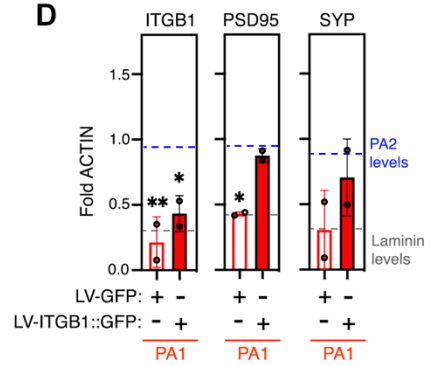 D
ITGB1 PSD95 SYP
Fold ACTIN
1.5
1.0
0.5
0.0
** * *
PA2
levels
Laminin
levels
LV-GFP: + - + - + -
LV-ITGB1::GFP: - + - + - +
PA1 PA1 PA1